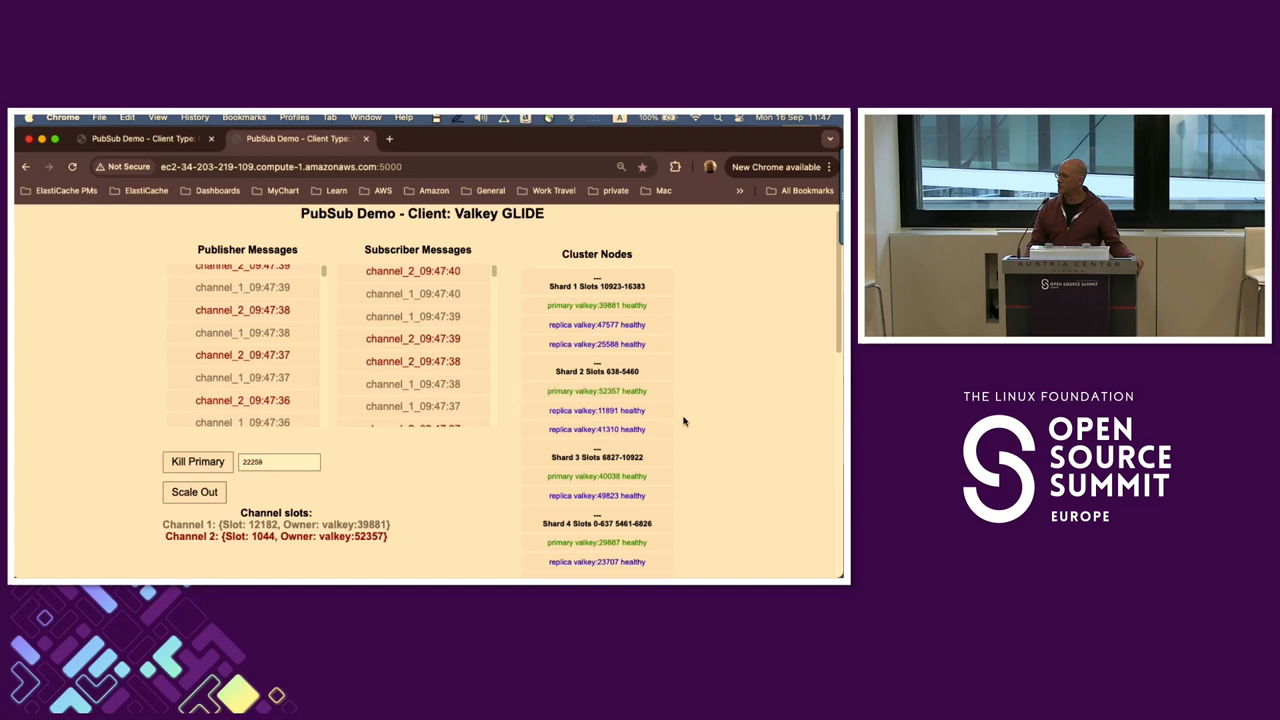 Chrome File Edit View History Bookmarks Profiles Tab Window Help A 100% Mon 16 Sep 11:47
PubSub Demo - Client Type:
PubSub Demo - Client Type:
Not Secure ec2-34-203-219-109.compute-1.amazonaws.com:5000 New Chrome available
ElastiCache PMs ElastiCache Dashboards MyChart Learn AWS Amazon General Work Travel private Mac » All Bookmarks
PubSub Demo - Client: Valkey GLIDE
Publisher Messages
channel_2_09:47:39
channel_1_09:47:39
channel_2_09:47:38
channel_1_09:47:38
channel_2_09:47:37
channel_1_09:47:37
channel_2_09:47:36
channel_1_09:47:36
Subscriber Messages
channel_2_09:47:40
channel_1_09:47:40
channel_1_09:47:39
channel_2_09:47:39
channel_2_09:47:38
channel_1_09:47:38
channel_1_09:47:37
Cluster Nodes
---
Shard 1 Slots 10923-16383
primary valkey:39881 healthy
replica valkey:47577 healthy
replica valkey:25588 healthy
---
Shard 2 Slots 638-5460
primary valkey:52357 healthy
replica valkey:11891 healthy
replica valkey:41310 healthy
---
Shard 3 Slots 6827-10922
primary valkey:40038 healthy
replica valkey:49823 healthy
---
Shard 4 Slots 0-637 5461-6826
primary valkey:29887 healthy
replica valkey:23707 healthy
Kill Primary 22259
Scale Out
Channel slots:
Channel 1: {Slot: 12182, Owner: valkey:39881}
Channel 2: {Slot: 1044, Owner: valkey:52357}
AUSTRIA CENTER
OPEN SOURCE SUMMIT
THE LINUX FOUNDATION
OPEN
SOURCE
SUMMIT
EUROPE